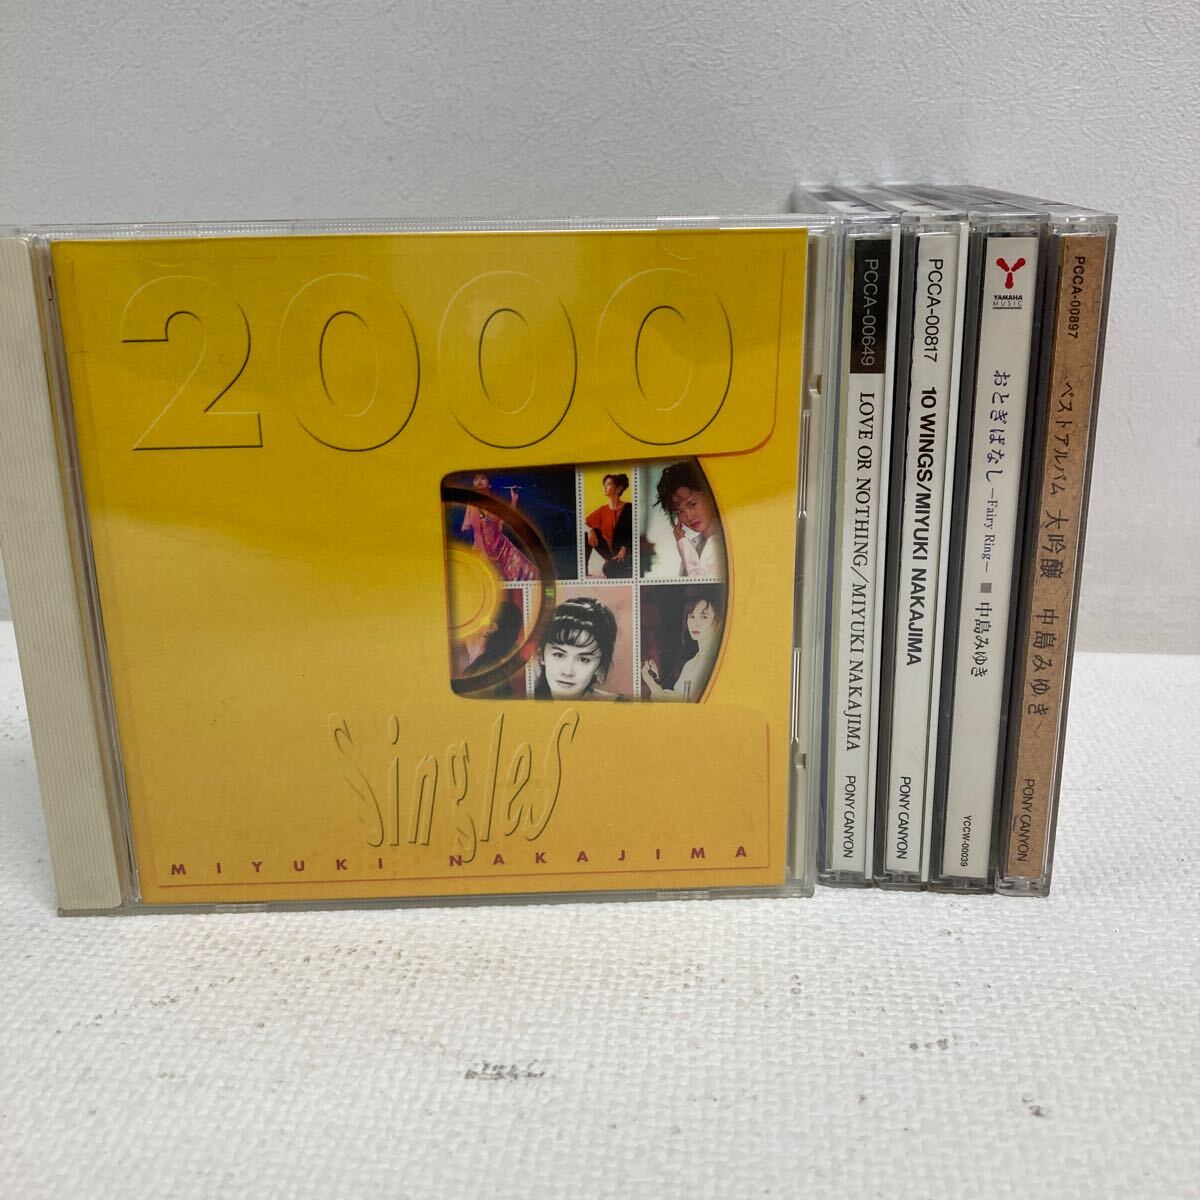 2000
Singles
MIYUKI NAKAJIMA
PCCA-00649
LOVE OR NOTHING/MIYUKI NAKAJIMA
PONY CANYON
PCCA-00817
10 WINGS/MIYUKI NAKAJIMA
PONY CANYON
YAMAHA
MUSIC
おとぎばなし－Fairy Ring－ ■ 中島みゆき
YCCW-00039
PCCA-00897
〜ベストアルバム 大吟醸 中島みゆき〜
PONY CANYON